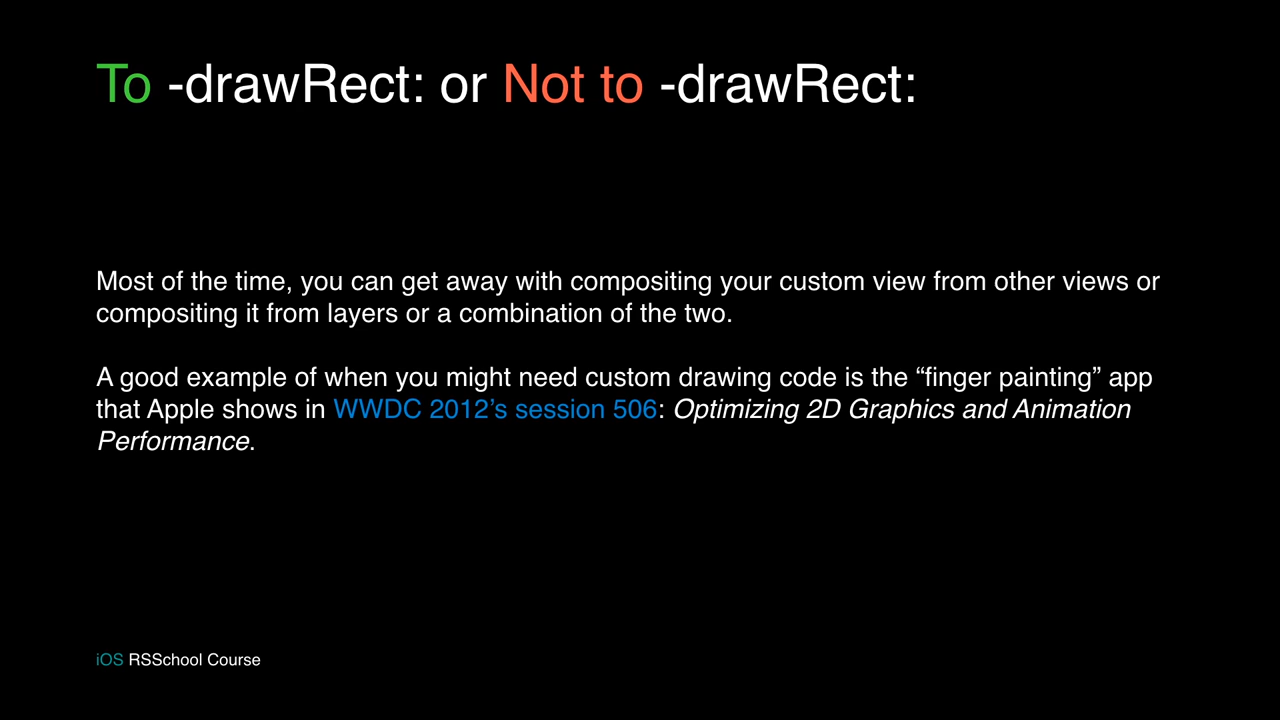 To -drawRect: or Not to -drawRect:
Most of the time, you can get away with compositing your custom view from other views or
compositing it from layers or a combination of the two.
A good example of when you might need custom drawing code is the “finger painting” app
that Apple shows in WWDC 2012’s session 506: Optimizing 2D Graphics and Animation
Performance.
iOS RSSchool Course